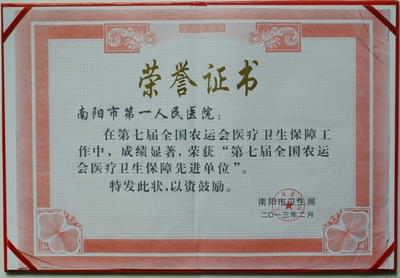 荣誉证书
南阳市第一人民医院:
在第七届全国农运会医疗卫生保障工
作中,成绩显著,荣获“第七届全国农运
会医疗卫生保障先进单位”。
特发此状,以资鼓励。
南阳市卫生局
二〇一三年二月